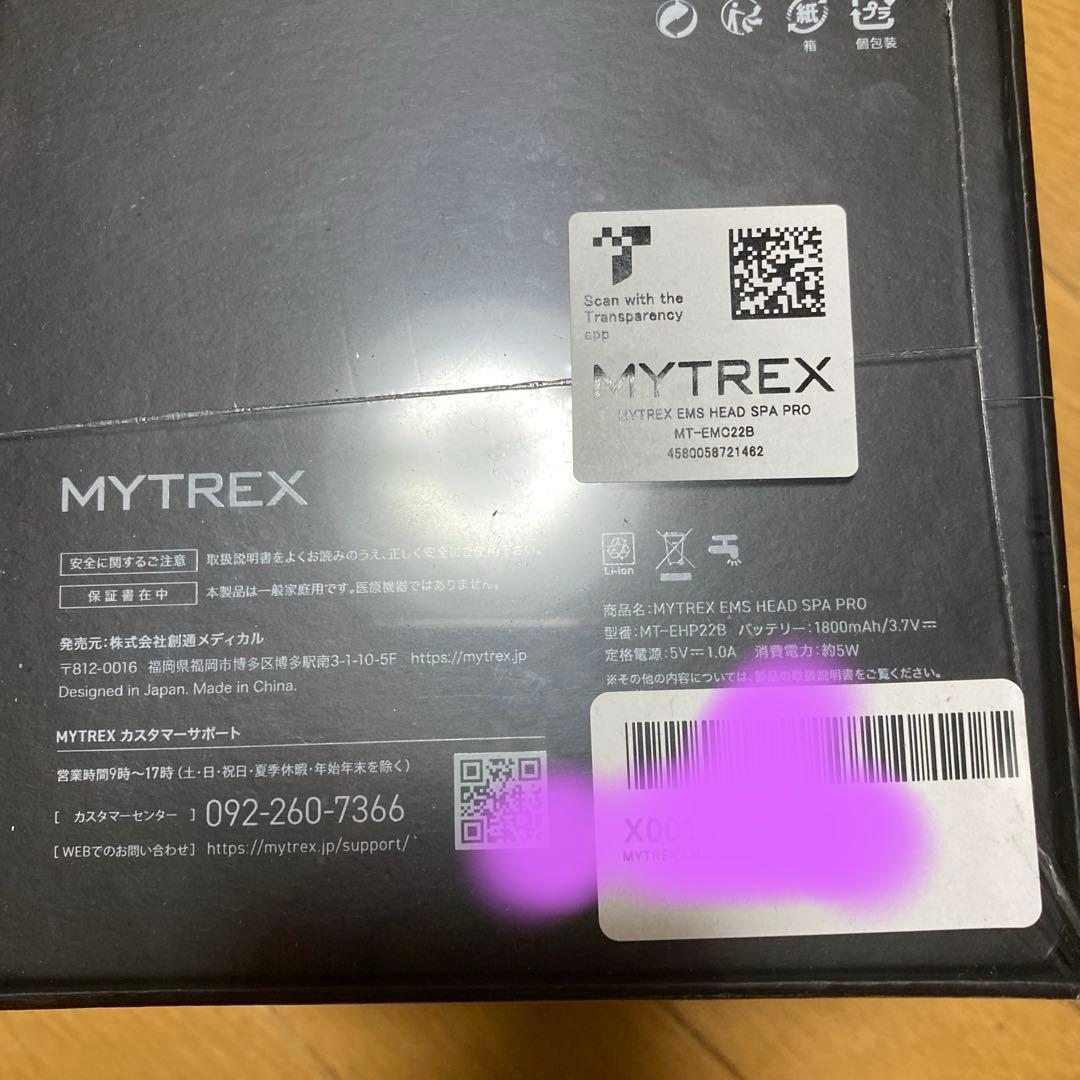 紙
プラ
箱
個包装
Scan with the
Transparency
app
MYTREX
MYTREX EMS HEAD SPA PRO
MT-EMC22B
4580058721462
MYTREX
安全に関するご注意 取扱説明書をよくお読みのうえ、正しく安全にご使用下さい。
保証書在中 本製品は一般家庭用です。医療機器ではありません。
発売元:株式会社創通メディカル
〒812-0016 福岡県福岡市博多区博多駅南3-1-10-5F https://mytrex.jp
Designed in Japan. Made in China.
MYTREX カスタマーサポート
営業時間9時〜17時(土・日・祝日・夏季休暇・年始年末を除く)
[ カスタマーセンター ] 092-260-7366
[ WEBでのお問い合わせ ] https://mytrex.jp/support/
Li-ion
商品名:MYTREX EMS HEAD SPA PRO
型番:MT-EHP22B バッテリー:1800mAh/3.7V⎓
定格電源:5V⎓1.0A 消費電力:約5W
※その他の内容については、製品の取扱説明書をご覧ください。
X00
MYTREX